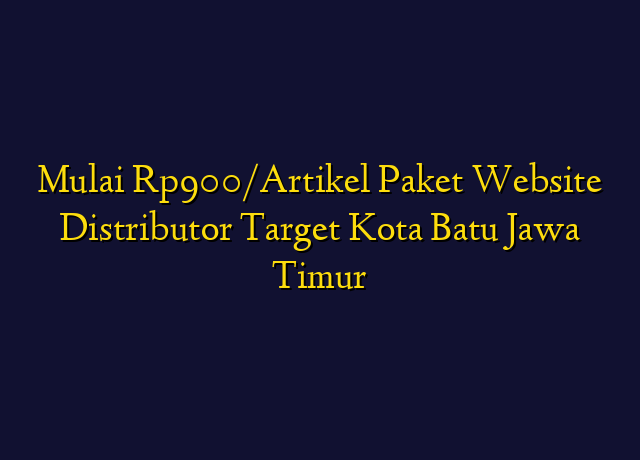 Mulai Rp900/Artikel Paket Website
Distributor Target Kota Batu Jawa
Timur